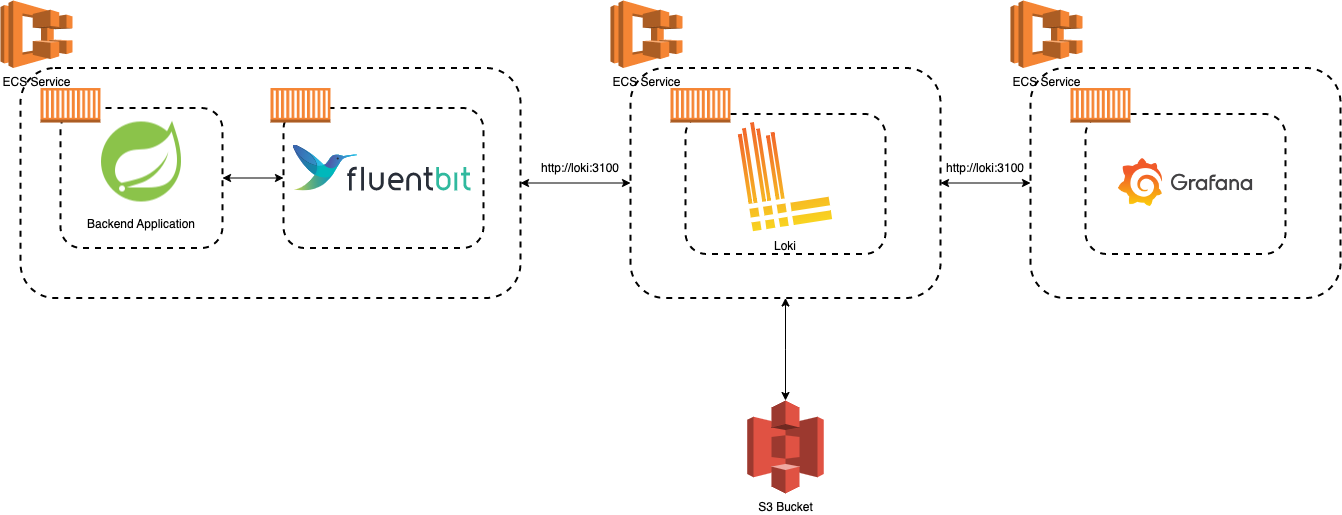 ECS Service
ECS Service
ECS Service
Backend Application
fluentbit
http://loki:3100
Loki
http://loki:3100
Grafana
S3 Bucket